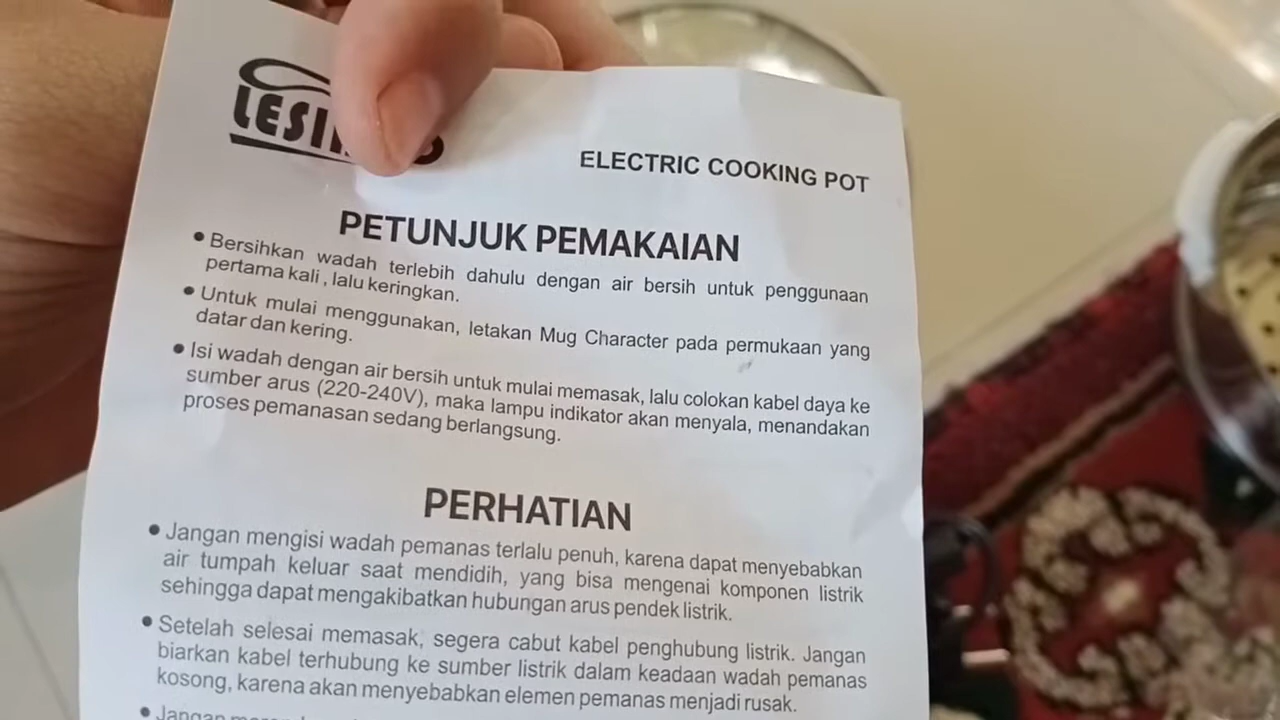 ELECTRIC COOKING POT
PETUNJUK PEMAKAIAN
• Bersihkan wadah terlebih dahulu dengan air bersih untuk penggunaan
pertama kali , lalu keringkan.
• Untuk mulai menggunakan, letakan Mug Character pada permukaan yang
datar dan kering.
• Isi wadah dengan air bersih untuk mulai memasak, lalu colokan kabel daya ke
sumber arus (220-240V), maka lampu indikator akan menyala, menandakan
proses pemanasan sedang berlangsung.
PERHATIAN
• Jangan mengisi wadah pemanas terlalu penuh, karena dapat menyebabkan
air tumpah keluar saat mendidih, yang bisa mengenai komponen listrik
sehingga dapat mengakibatkan hubungan arus pendek listrik.
• Setelah selesai memasak, segera cabut kabel penghubung listrik. Jangan
biarkan kabel terhubung ke sumber listrik dalam keadaan wadah pemanas
kosong, karena akan menyebabkan elemen pemanas menjadi rusak.
• Jangan